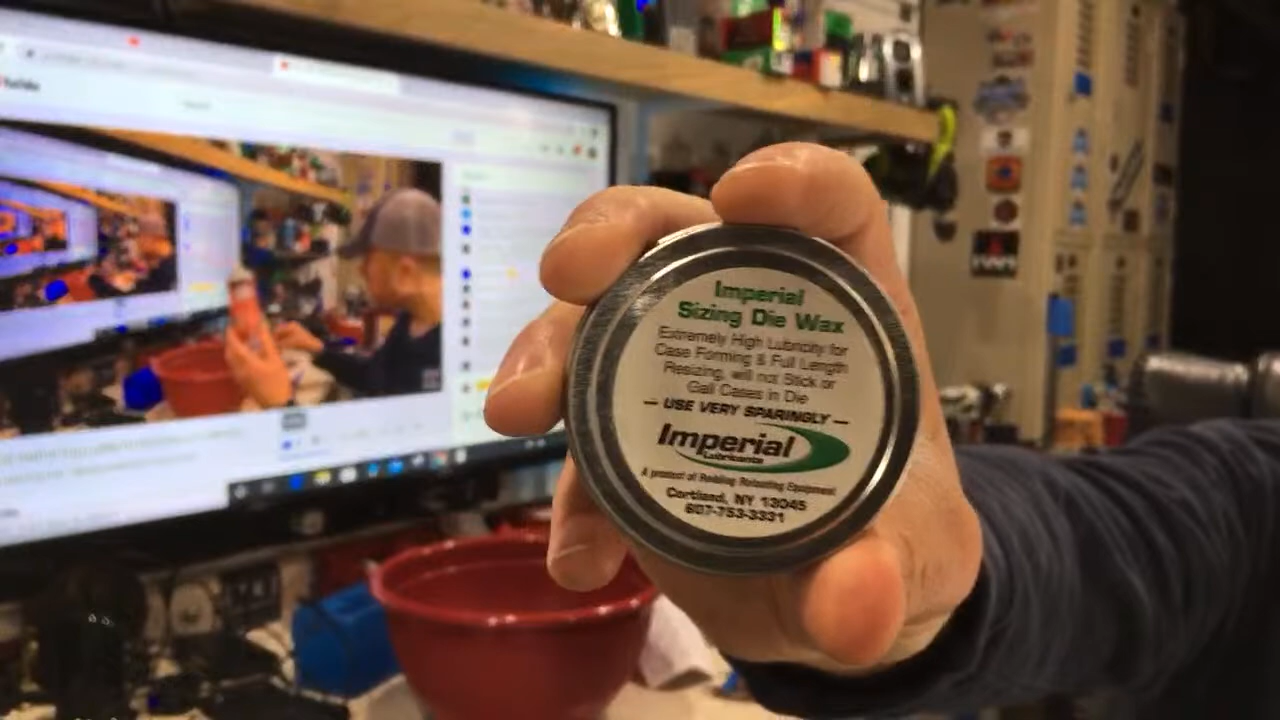 Imperial
Sizing Die Wax
Extremely High Lubricity for
Case Forming & Full Length
Resizing, will not Stick or
Gall Cases in Die
— USE VERY SPARINGLY —
Imperial
Lubricants
A product of Redding Reloading Equipment
Cortland, NY 13045
607-753-3331